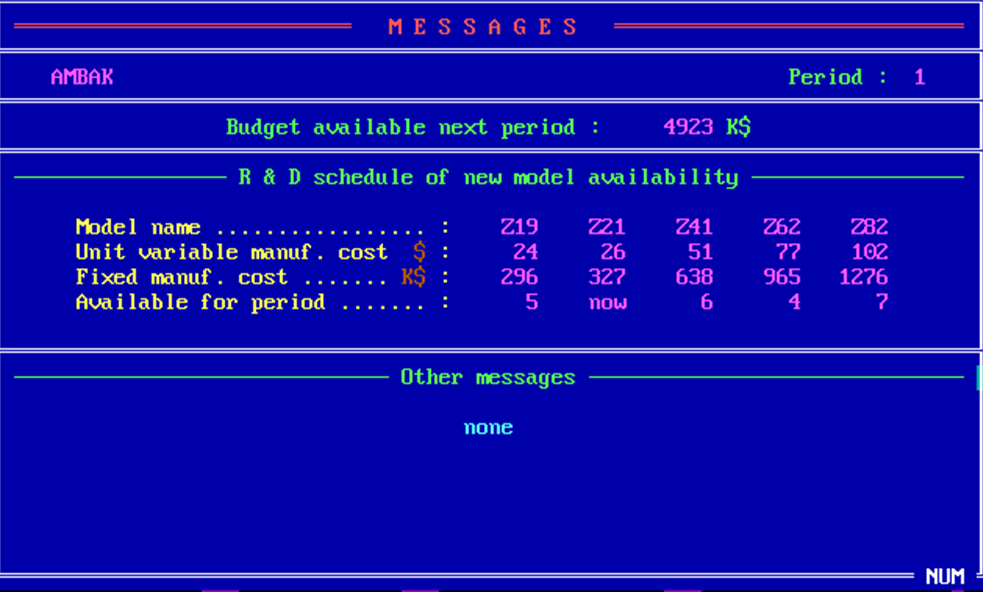 M E S S A G E S
AMBAK Period : 1
Budget available next period : 4923 K$
R & D schedule of new model availability
Model name ................. : Z19 Z21 Z41 Z62 Z82
Unit variable manuf. cost $ : 24 26 51 77 102
Fixed manuf. cost ....... K$ : 296 327 638 965 1276
Available for period ....... : 5 now 6 4 7
Other messages
none
NUM